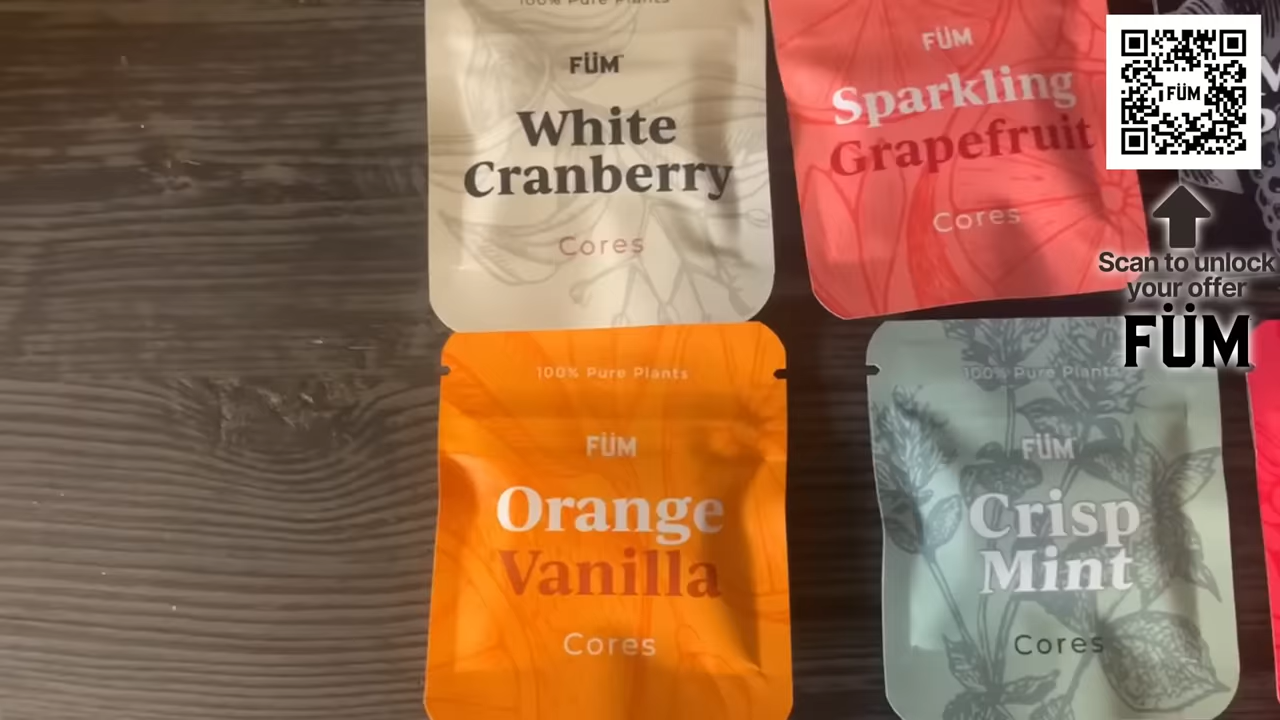 100% Pure Plants
FÜM
White
Cranberry
Cores
FÜM
Sparkling
Grapefruit
Cores
FÜM
Scan to unlock
your offer
FÜM
100% Pure Plants
FÜM
Orange
Vanilla
Cores
100% Pure Plants
FÜM
Crisp
Mint
Cores